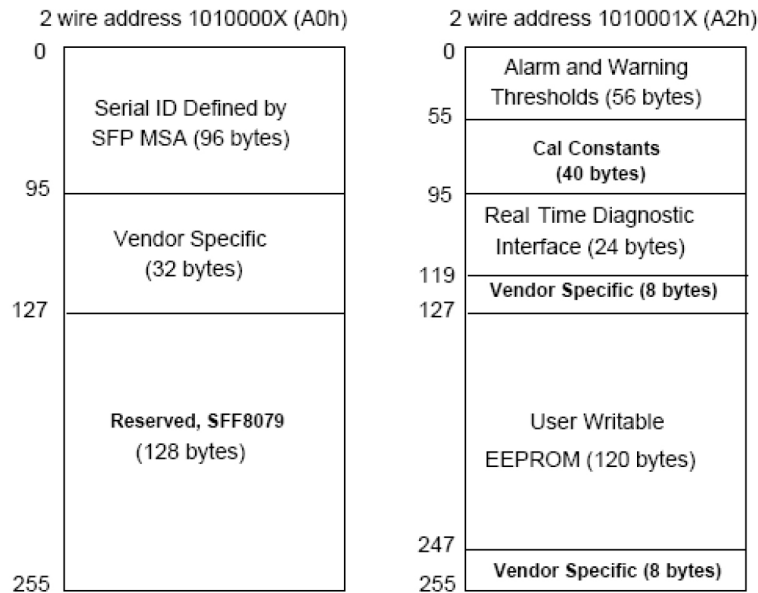 2 wire address 1010000X (A0h)
0
Serial ID Defined by
SFP MSA (96 bytes)
95
Vendor Specific
(32 bytes)
127
Reserved, SFF8079
(128 bytes)
255
2 wire address 1010001X (A2h)
0
Alarm and Warning
Thresholds (56 bytes)
55
Cal Constants
(40 bytes)
95
Real Time Diagnostic
Interface (24 bytes)
119
Vendor Specific (8 bytes)
127
User Writable
EEPROM (120 bytes)
247
Vendor Specific (8 bytes)
255